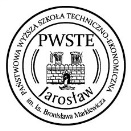 PAŃSTWOWA WYŻSZA SZKOŁA TECHNICZNO-EKONOMICZNA
PWSTE
Jarosław
im. ks. Bronisława Markiewicza